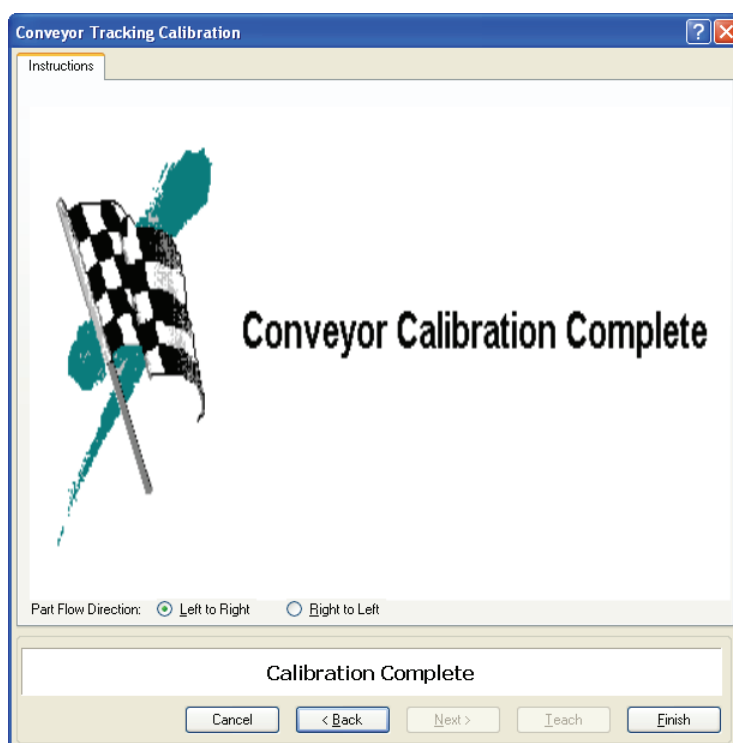 Conveyor Tracking Calibration
Instructions
Conveyor Calibration Complete
Part Flow Direction: Left to Right Right to Left
Calibration Complete
Cancel < Back Next > Teach Finish